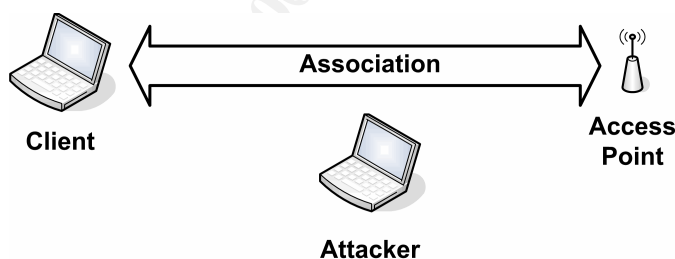 Association
Client
Access
Point
Attacker